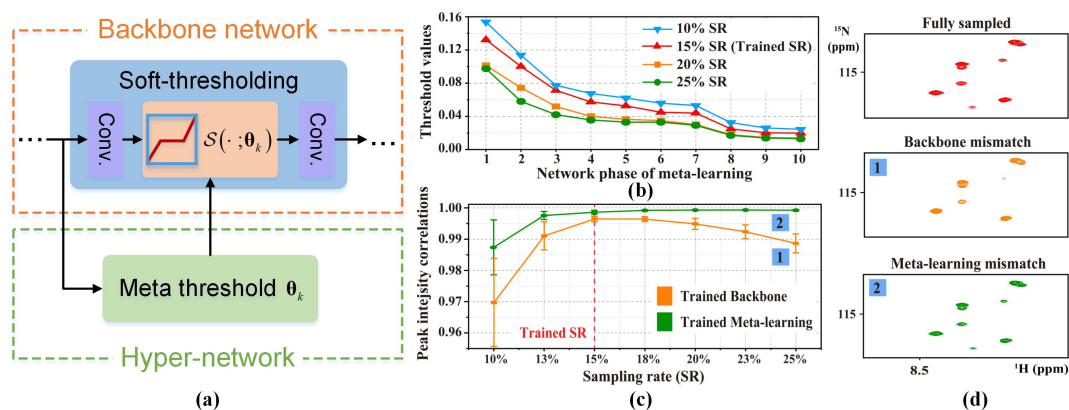 Backbone network
Soft-thresholding
Conv.
S(· ;θk)
Conv.
...
...
Meta threshold θk
Hyper-network
(a)
Threshold values
0.16
0.12
0.08
0.04
0.00
10% SR
15% SR (Trained SR)
20% SR
25% SR
1 2 3 4 5 6 7 8 9 10
Network phase of meta-learning
(b)
Peak intejsity correlations
1.00
0.99
0.98
0.97
0.96
2
1
Trained Backbone
Trained Meta-learning
Trained SR
10% 13% 15% 18% 20% 23% 25%
Sampling rate (SR)
(c)
Fully sampled
15N
(ppm)
115
Backbone mismatch
1
115
Meta-learning mismatch
2
115
8.5
1H (ppm)
(d)